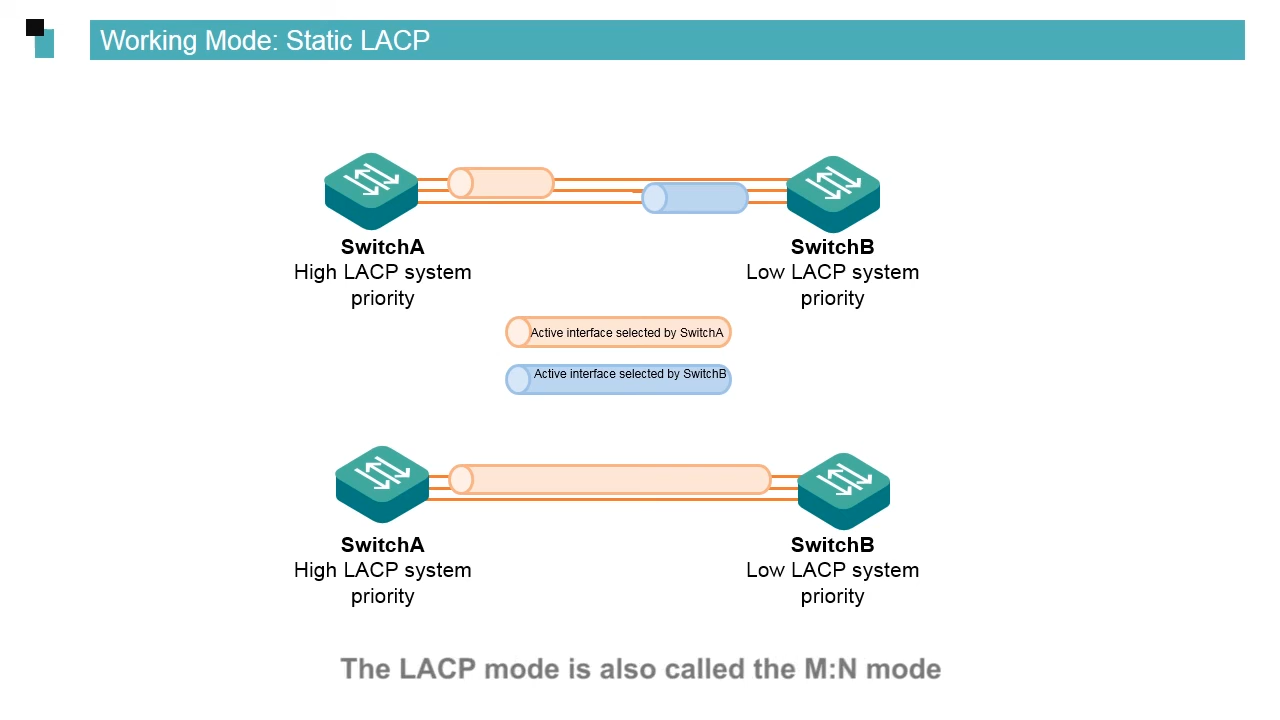 Working Mode: Static LACP
SwitchA
High LACP system
priority
SwitchB
Low LACP system
priority
Active interface selected by SwitchA
Active interface selected by SwitchB
SwitchA
High LACP system
priority
SwitchB
Low LACP system
priority
The LACP mode is also called the M:N mode